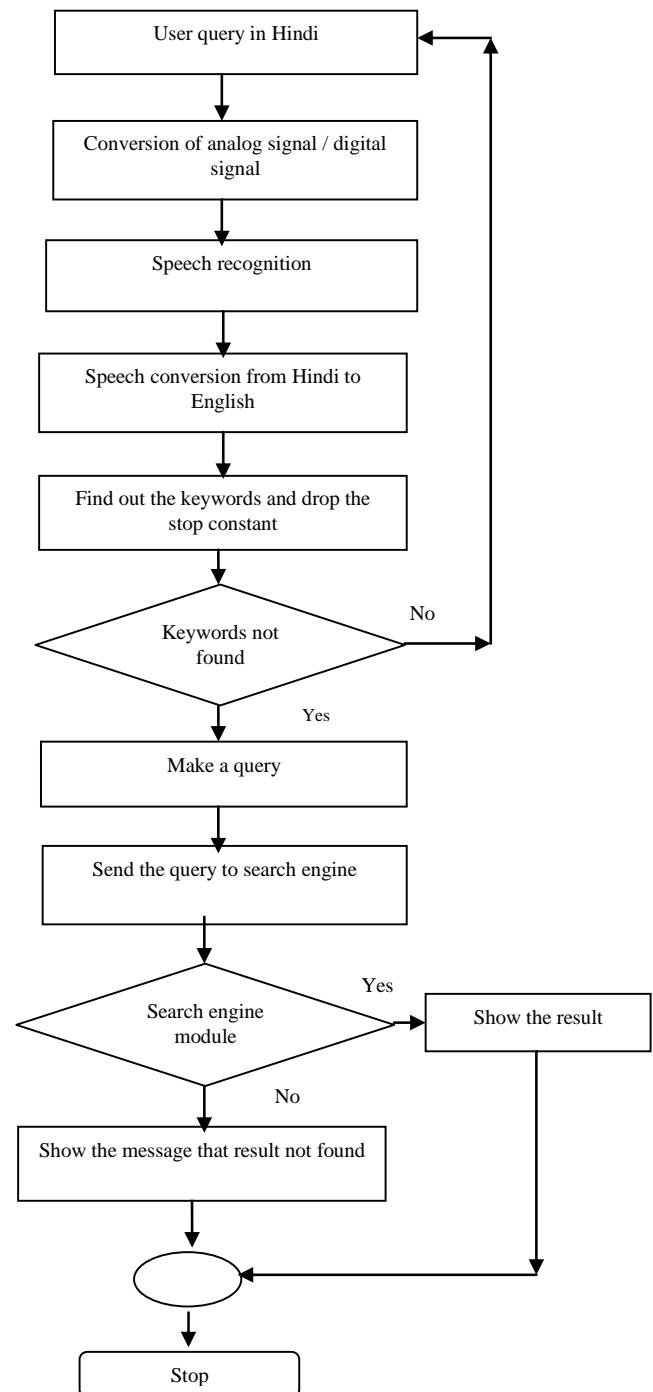 User query in Hindi
Conversion of analog signal / digital
signal
Speech recognition
Speech conversion from Hindi to
English
Find out the keywords and drop the
stop constant
No
Keywords not
found
Yes
Make a query
Send the query to search engine
Yes
Search engine
module
Show the result
No
Show the message that result not found
Stop